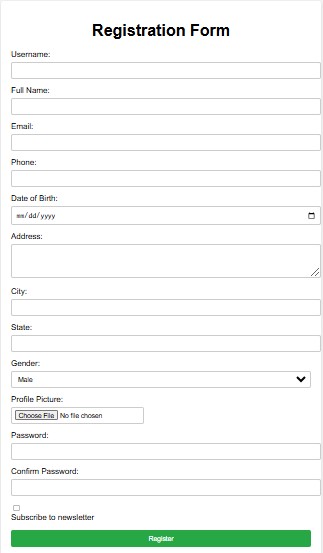 Registration Form
Username:
Full Name:
Email:
Phone:
Date of Birth:
mm/dd/yyyy
Address:
City:
State:
Gender:
Male
Profile Picture:
Choose File No file chosen
Password:
Confirm Password:
Subscribe to newsletter
Register